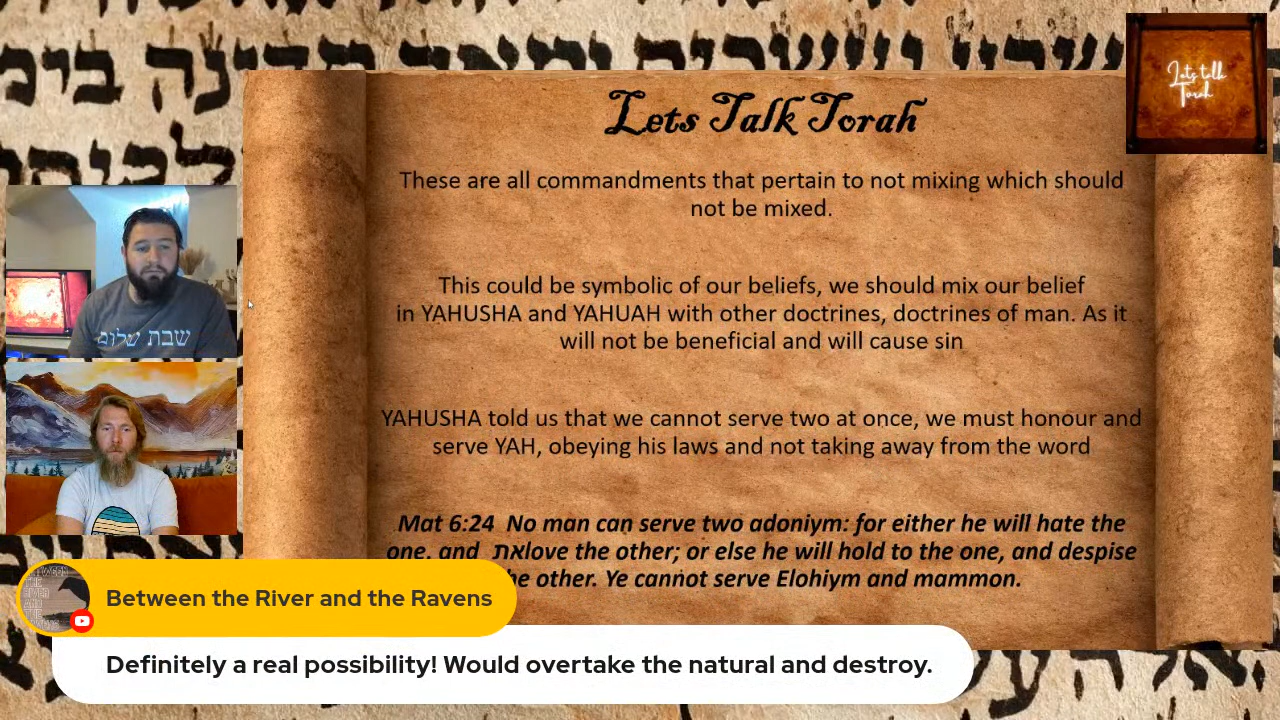 Lets Talk Torah
Lets talk
Torah
These are all commandments that pertain to not mixing which should
not be mixed.
This could be symbolic of our beliefs, we should mix our belief
in YAHUSHA and YAHUAH with other doctrines, doctrines of man. As it
will not be beneficial and will cause sin
YAHUSHA told us that we cannot serve two at once, we must honour and
serve YAH, obeying his laws and not taking away from the word
Mat 6:24 No man can serve two adoniym: for either he will hate the
one, and את love the other; or else he will hold to the one, and despise
he other. Ye cannot serve Elohiym and mammon.
שבת שלום
Between the River and the Ravens
Definitely a real possibility! Would overtake the natural and destroy.